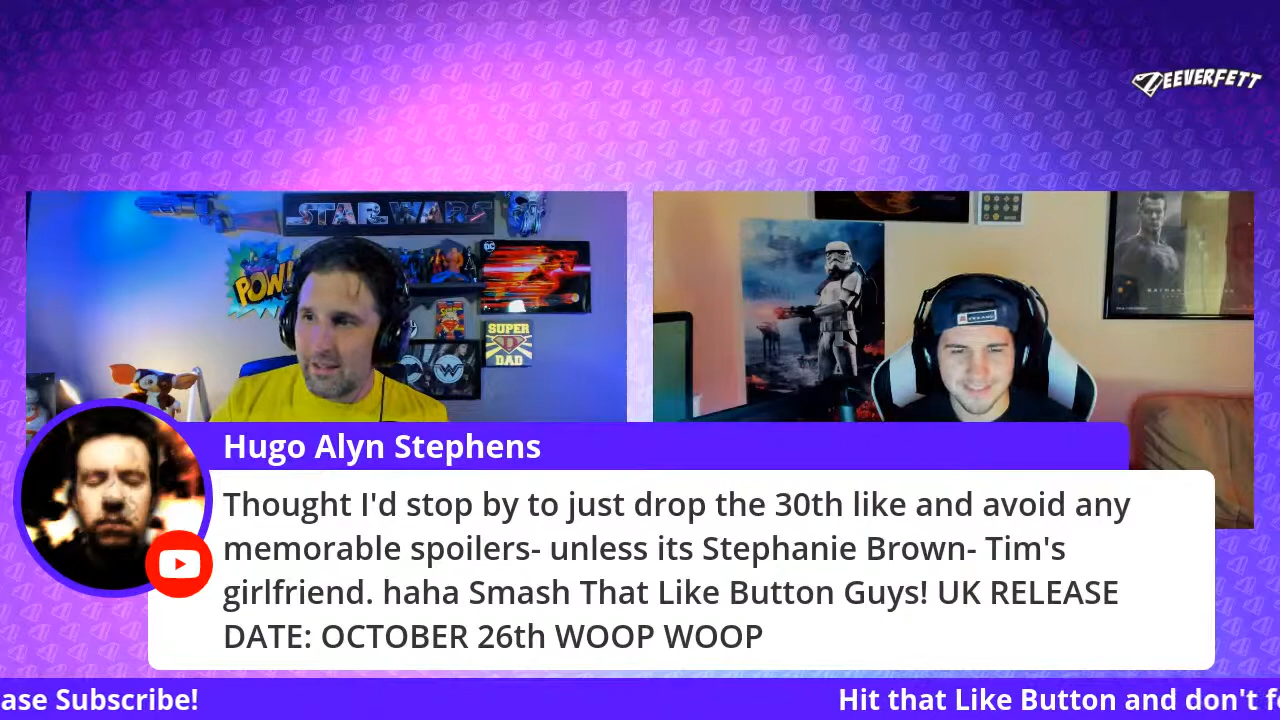 ZEEVERFETT
STAR WARS
DC
POW!
SUPER
DAD
Hugo Alyn Stephens
Thought I'd stop by to just drop the 30th like and avoid any
memorable spoilers- unless its Stephanie Brown- Tim's
girlfriend. haha Smash That Like Button Guys! UK RELEASE
DATE: OCTOBER 26th WOOP WOOP
ase Subscribe!
Hit that Like Button and don't fo